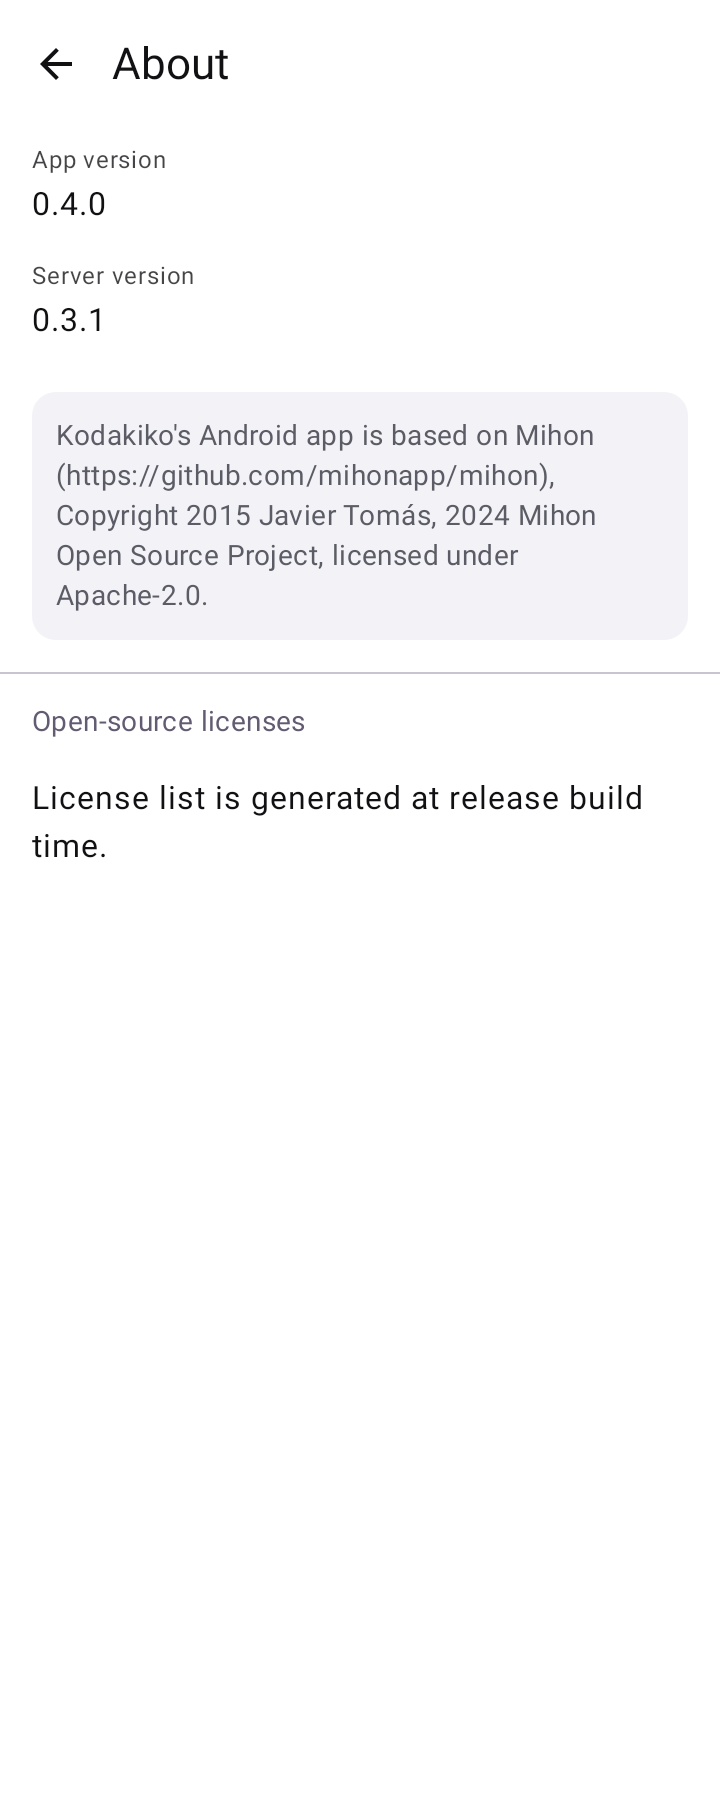 About
App version
0.4.0
Server version
0.3.1
Kodakiko's Android app is based on Mihon
(https://github.com/mihonapp/mihon),
Copyright 2015 Javier Tomás, 2024 Mihon
Open Source Project, licensed under
Apache-2.0.
Open-source licenses
License list is generated at release build
time.